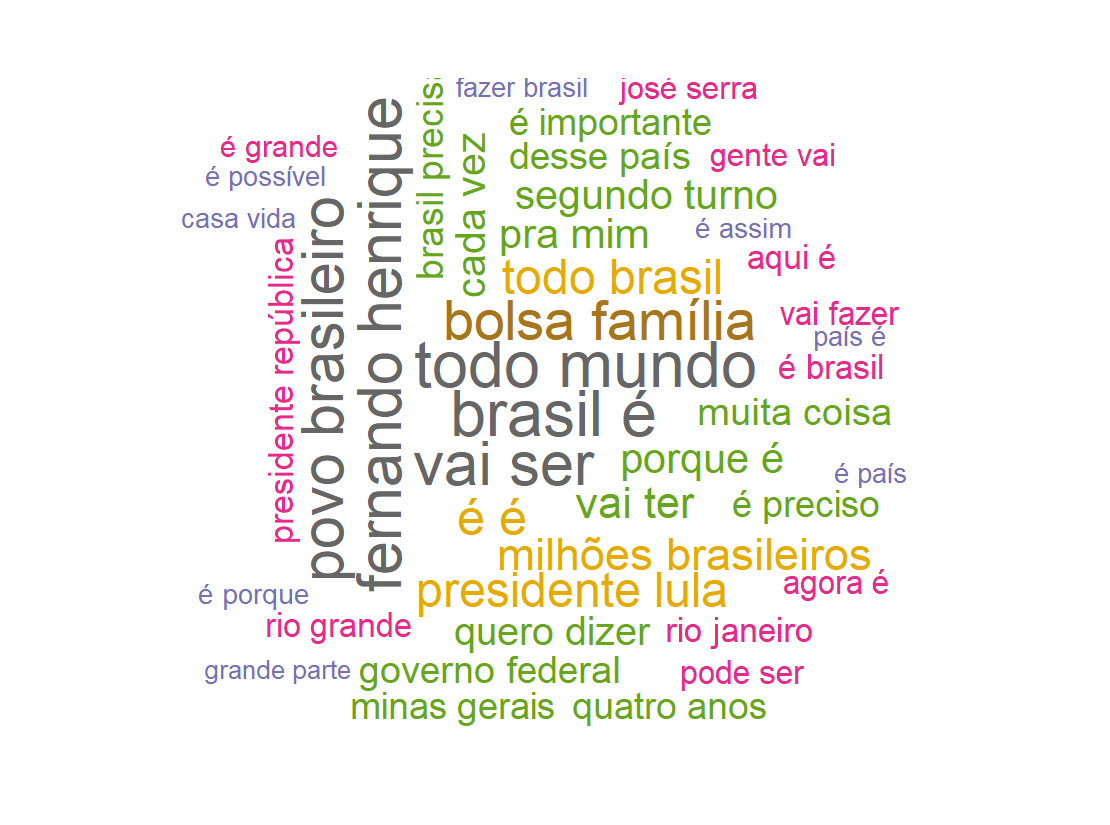 fazer brasil
josé serra
é importante
é grande
desse país
gente vai
é possível
segundo turno
casa vida
pra mim
é assim
aqui é
todo brasil
brasil precis
cada vez
povo brasileiro
fernando henrique
presidente república
bolsa família
vai fazer
país é
todo mundo
é brasil
brasil é
muita coisa
vai ser
porque é
é país
vai ter
é preciso
é é
milhões brasileiros
presidente lula
agora é
é porque
rio grande
quero dizer
rio janeiro
grande parte
governo federal
pode ser
minas gerais
quatro anos